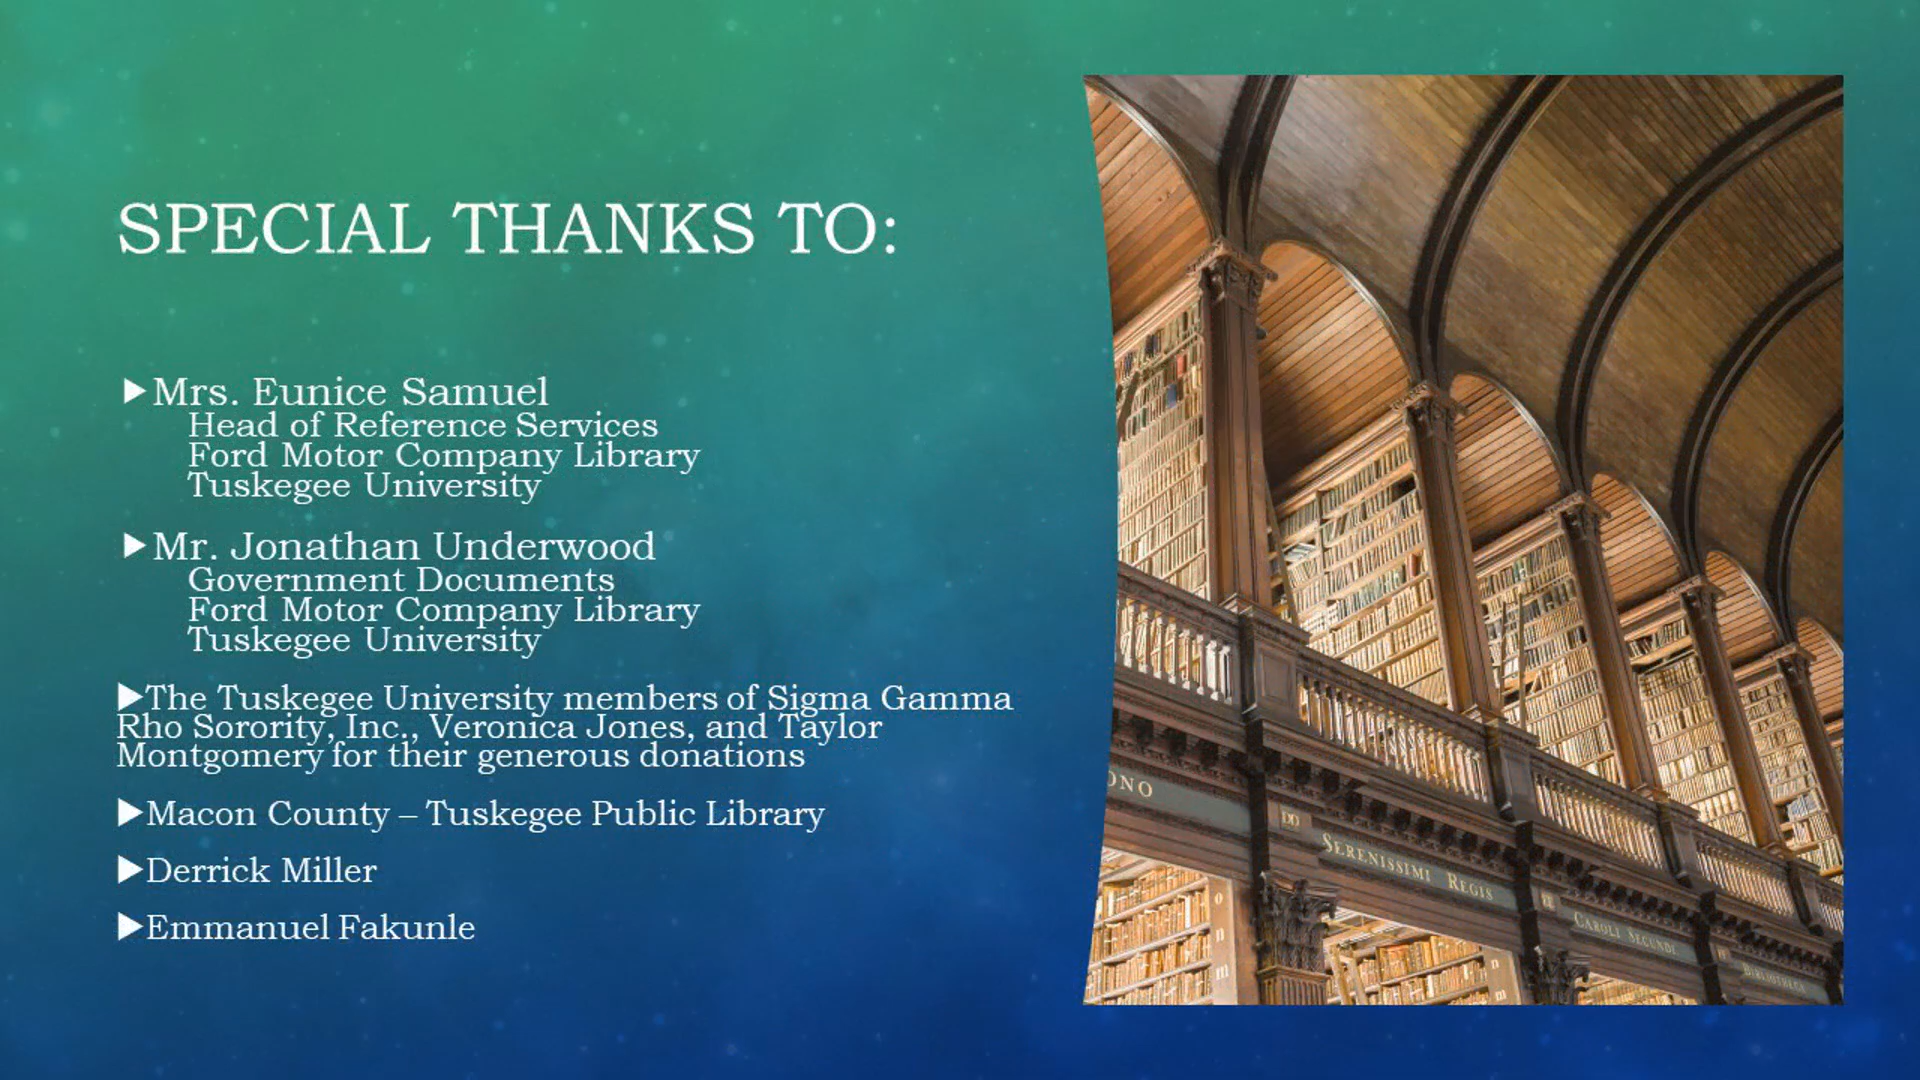 SPECIAL THANKS TO:
▶Mrs. Eunice Samuel
Head of Reference Services
Ford Motor Company Library
Tuskegee University
▶Mr. Jonathan Underwood
Government Documents
Ford Motor Company Library
Tuskegee University
▶The Tuskegee University members of Sigma Gamma
Rho Sorority, Inc., Veronica Jones, and Taylor
Montgomery for their generous donations
▶Macon County – Tuskegee Public Library
▶Derrick Miller
▶Emmanuel Fakunle
ONO
DD
SERENISSIMI REGIS
EE
CAROLI SECUNDI
BIBLIOTHECA
o
n
m
n
m